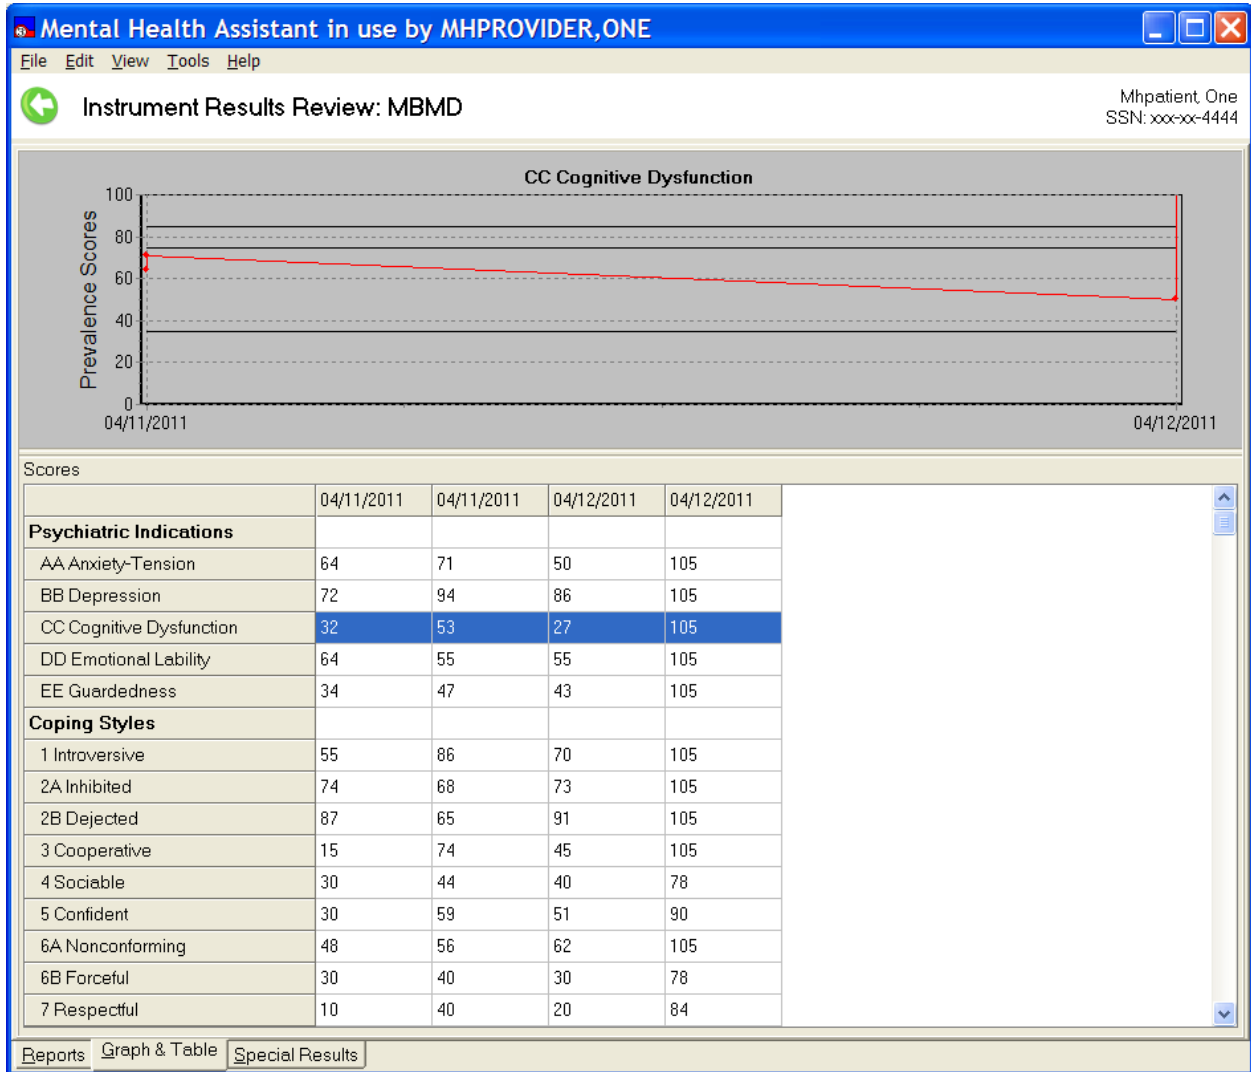 Mental Health Assistant in use by MHPROVIDER,ONE
File Edit View Tools Help
Instrument Results Review: MBMD
Mhpatient, One
SSN: xxx-xx-4444
CC Cognitive Dysfunction
Prevalence Scores
100
80
60
40
20
0
04/11/2011 04/12/2011
Scores
04/11/2011 04/11/2011 04/12/2011 04/12/2011
Psychiatric Indications
AA Anxiety-Tension 64 71 50 105
BB Depression 72 94 86 105
CC Cognitive Dysfunction 32 53 27 105
DD Emotional Lability 64 55 55 105
EE Guardedness 34 47 43 105
Coping Styles
1 Introversive 55 86 70 105
2A Inhibited 74 68 73 105
2B Dejected 87 65 91 105
3 Cooperative 15 74 45 105
4 Sociable 30 44 40 78
5 Confident 30 59 51 90
6A Nonconforming 48 56 62 105
6B Forceful 30 40 30 78
7 Respectful 10 40 20 84
Reports Graph & Table Special Results